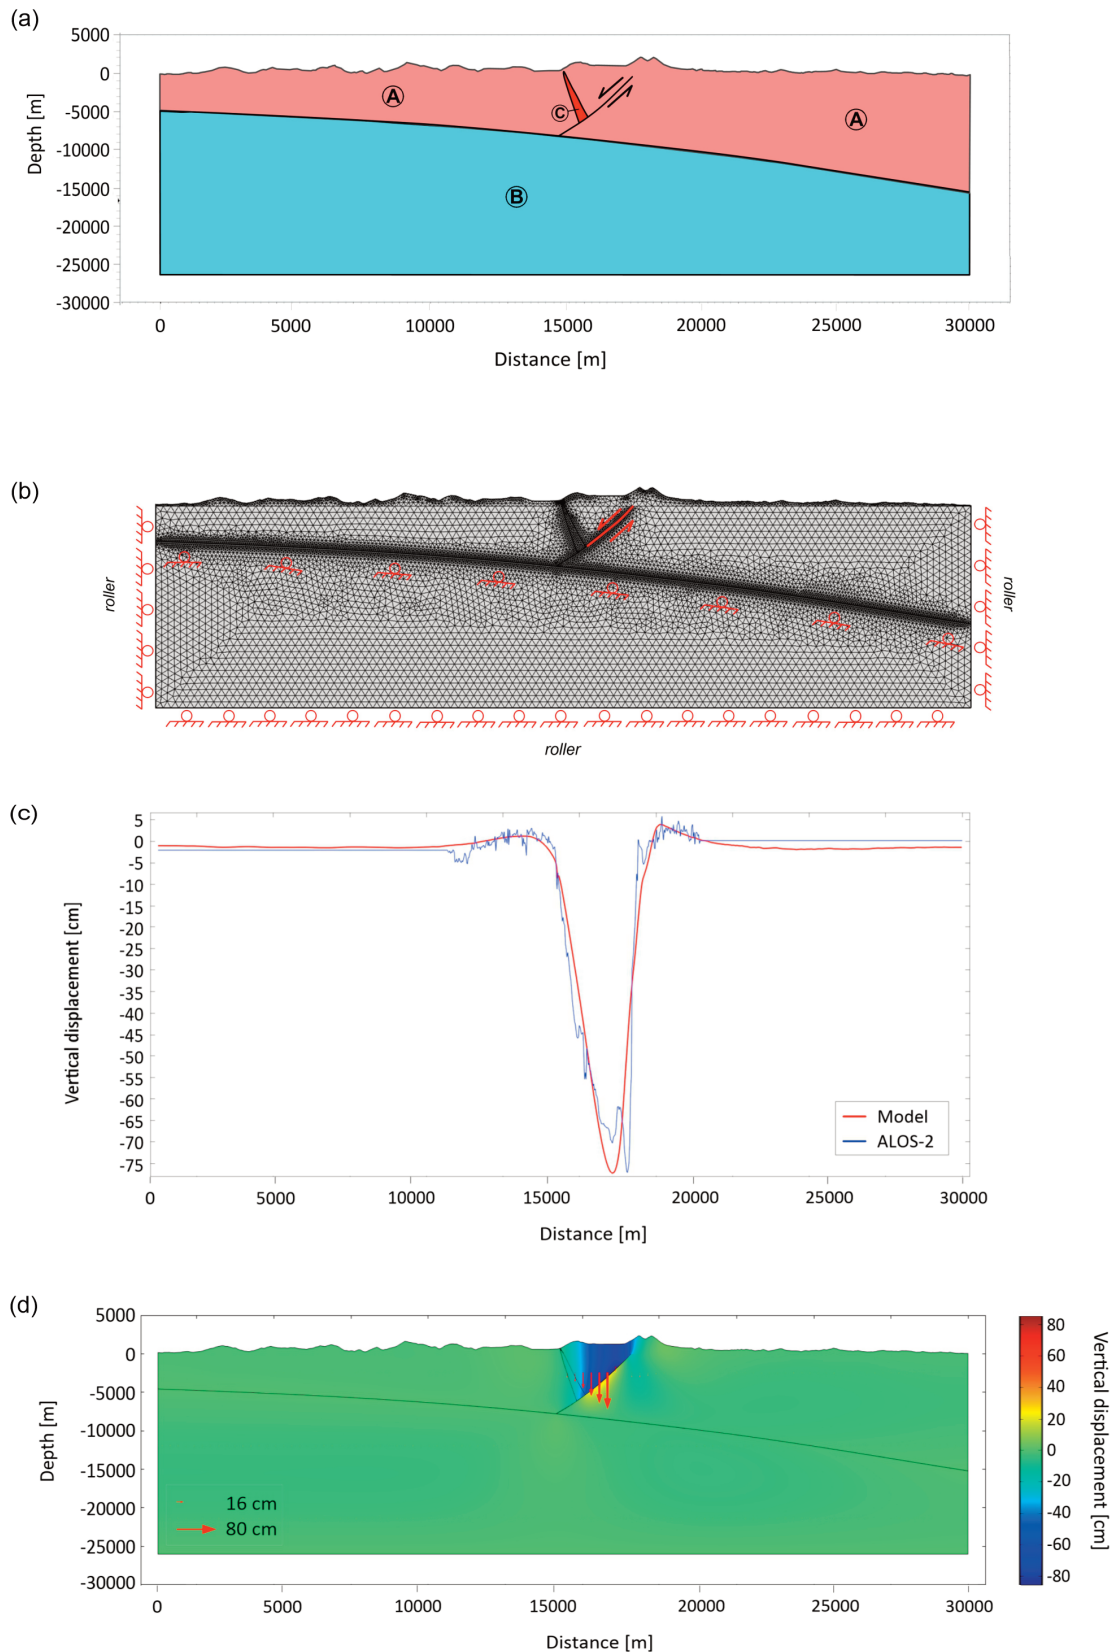 (a)
5000
0
-5000
-10000
-15000
-20000
-25000
-30000
Depth [m]
A
C
A
B
0 5000 10000 15000 20000 25000 30000
Distance [m]
(b)
roller
roller
roller
(c)
5
0
-5
-10
-15
-20
-25
-30
-35
-40
-45
-50
-55
-60
-65
-70
-75
Vertical displacement [cm]
Model
ALOS-2
0 5000 10000 15000 20000 25000 30000
Distance [m]
(d)
5000
0
-5000
-10000
-15000
-20000
-25000
-30000
Depth [m]
16 cm
80 cm
0 5000 10000 15000 20000 25000 30000
Distance [m]
80
60
40
20
0
-20
-40
-60
-80
Vertical displacement [cm]